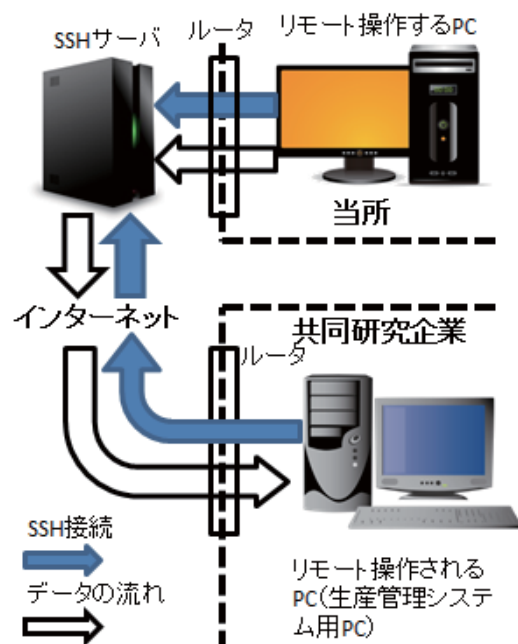 SSHサーバ
ルータ
リモート操作するPC
当所
インターネット
共同研究企業
ルータ
SSH接続
データの流れ
リモート操作される
PC(生産管理システ
ム用PC)